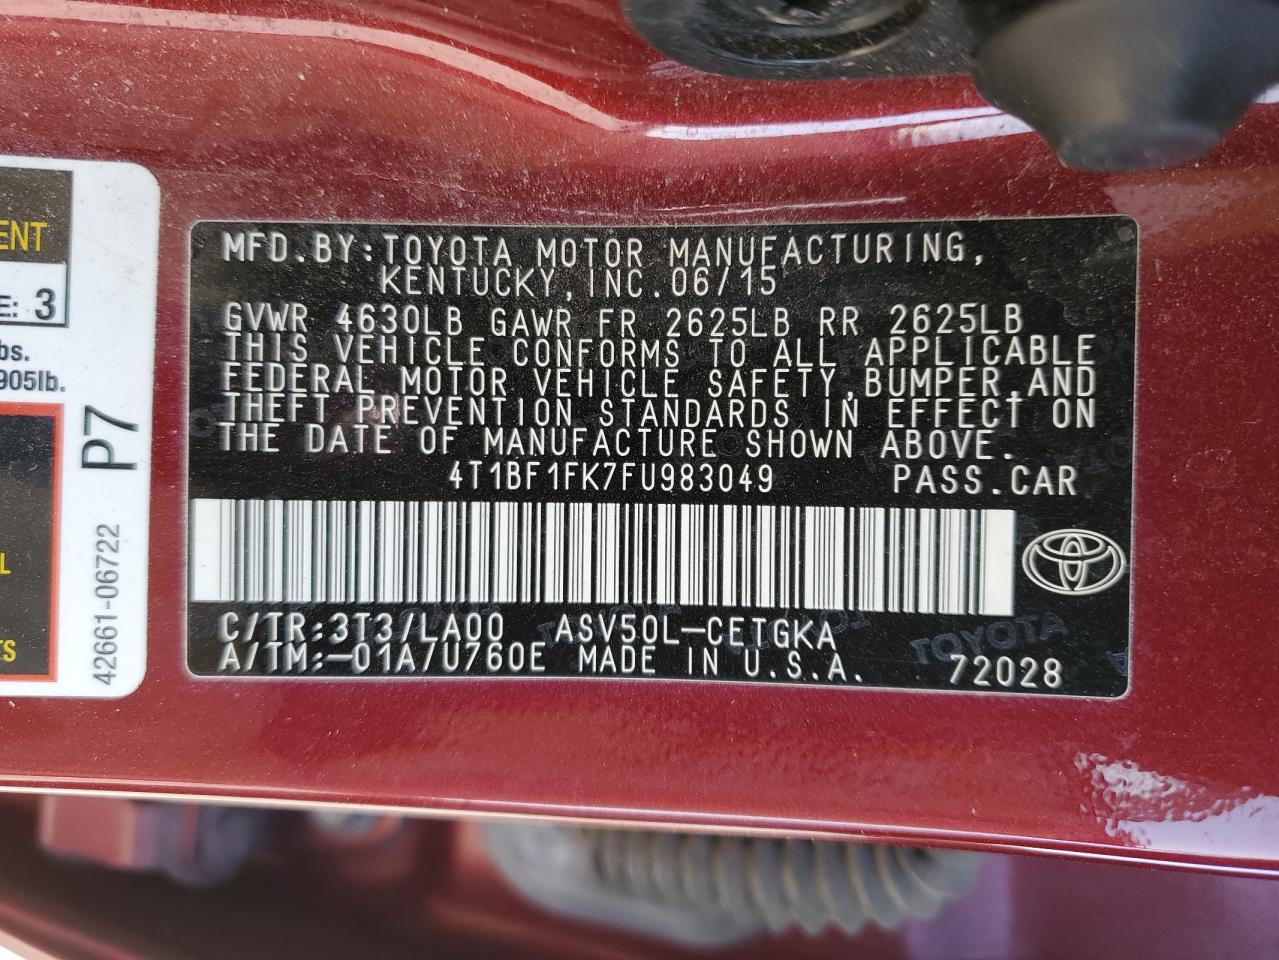 ENT
E: 3
bs.
905lb.
L
TS
P7
42661-06722
MFD.BY:TOYOTA MOTOR MANUFACTURING,
KENTUCKY,INC.06/15
GVWR 4630LB GAWR FR 2625LB RR 2625LB
THIS VEHICLE CONFORMS TO ALL APPLICABLE
FEDERAL MOTOR VEHICLE SAFETY,BUMPER,AND
THEFT PREVENTION STANDARDS IN EFFECT ON
THE DATE OF MANUFACTURE SHOWN ABOVE.
4T1BF1FK7FU983049 PASS.CAR
C/TR:3T3/LA00 ASV50L-CETGKA
A/TM:-01A/U760E MADE IN U.S.A. 72028
TOYOTA